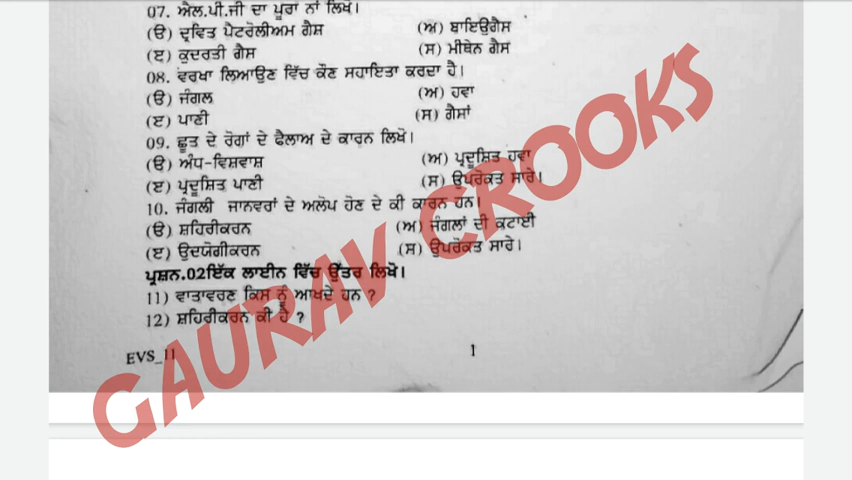 07. ਐਲ.ਪੀ.ਜੀ ਦਾ ਪੂਰਾ ਨਾਂ ਲਿਖੋ।
(ੳ) ਦ੍ਰਵਿਤ ਪੈਟਰੋਲੀਅਮ ਗੈਸ (ਅ) ਬਾਇਉਗੈਸ
(ੲ) ਕੁਦਰਤੀ ਗੈਸ (ਸ) ਮੀਥੇਨ ਗੈਸ
08. ਵਰਖਾ ਲਿਆਉਣ ਵਿੱਚ ਕੌਣ ਸਹਾਇਤਾ ਕਰਦਾ ਹੈ।
(ੳ) ਜੰਗਲ (ਅ) ਹਵਾ
(ੲ) ਪਾਣੀ (ਸ) ਗੈਸਾਂ
09. ਛੂਤ ਦੇ ਰੋਗਾਂ ਦੇ ਫੈਲਾਅ ਦੇ ਕਾਰਨ ਲਿਖੋ।
(ੳ) ਅੰਧ-ਵਿਸ਼ਵਾਸ਼ (ਅ) ਪ੍ਰਦੂਸ਼ਿਤ ਹਵਾ
(ੲ) ਪ੍ਰਦੂਸ਼ਿਤ ਪਾਣੀ (ਸ) ਉਪਰੋਕਤ ਸਾਰੇ।
10. ਜੰਗਲੀ ਜਾਨਵਰਾਂ ਦੇ ਅਲੋਪ ਹੋਣ ਦੇ ਕੀ ਕਾਰਨ ਹਨ।
(ੳ) ਸ਼ਹਿਰੀਕਰਨ (ਅ) ਜੰਗਲਾਂ ਦੀ ਕਟਾਈ
(ੲ) ਉਦਯੋਗੀਕਰਨ (ਸ) ਉਪਰੋਕਤ ਸਾਰੇ।
ਪ੍ਰਸ਼ਨ.02ਇੱਕ ਲਾਈਨ ਵਿੱਚ ਉੱਤਰ ਲਿਖੋ।
11) ਵਾਤਾਵਰਣ ਕਿਸ ਨੂੰ ਆਖਦੇ ਹਨ ?
12) ਸ਼ਹਿਰੀਕਰਨ ਕੀ ਹੈ ?
EVS_11 1
GAURAV CROOKS